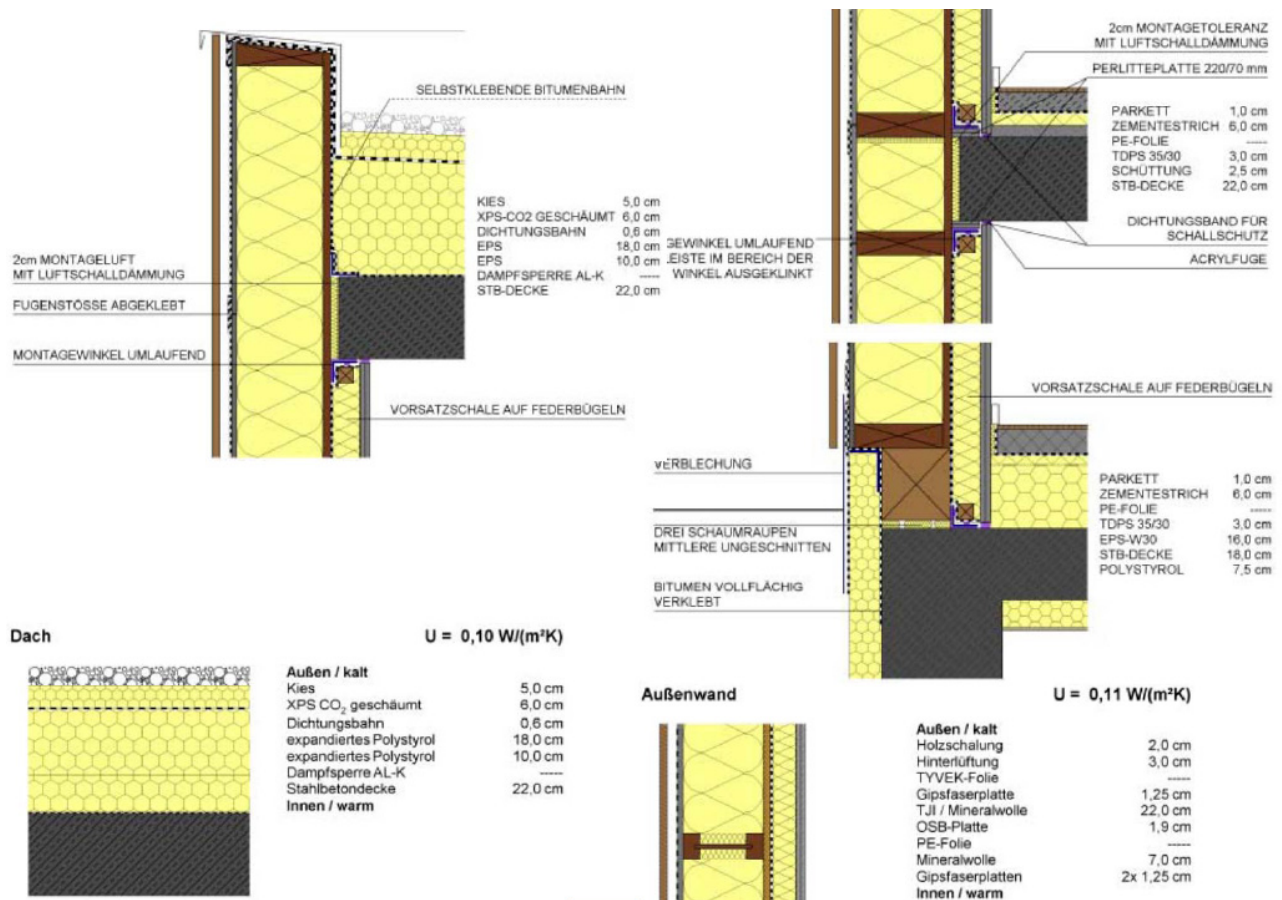 SELBSTKLEBENDE BITUMENBAHN
KIES 5,0 cm
XPS-CO2 GESCHÄUMT 6,0 cm
DICHTUNGSBAHN 0,6 cm
EPS 18,0 cm
EPS 10,0 cm
DAMPFSPERRE AL-K -----
STB-DECKE 22,0 cm
2cm MONTAGELUFT
MIT LUFTSCHALLDÄMMUNG
FUGENSTÖSSE ABGEKLEBT
MONTAGEWINKEL UMLAUFEND
VORSATZSCHALE AUF FEDERBÜGELN
2cm MONTAGETOLERANZ
MIT LUFTSCHALLDÄMMUNG
PERLITTEPLATTE 220/70 mm
PARKETT 1,0 cm
ZEMENTESTRICH 6,0 cm
PE-FOLIE -----
TDPS 35/30 3,0 cm
SCHÜTTUNG 2,5 cm
STB-DECKE 22,0 cm
DICHTUNGSBAND FÜR
SCHALLSCHUTZ
ACRYLFUGE
GEWINKEL UMLAUFEND
LEISTE IM BEREICH DER
WINKEL AUSGEKLINKT
VORSATZSCHALE AUF FEDERBÜGELN
VERBLECHUNG
DREI SCHAUMRAUPEN
MITTLERE UNGESCHNITTEN
BITUMEN VOLLFLÄCHIG
VERKLEBT
PARKETT 1,0 cm
ZEMENTESTRICH 6,0 cm
PE-FOLIE -----
TDPS 35/30 3,0 cm
EPS-W30 16,0 cm
STB-DECKE 18,0 cm
POLYSTYROL 7,5 cm
Dach U = 0,10 W/(m²K)
Außen / kalt
Kies 5,0 cm
XPS CO₂ geschäumt 6,0 cm
Dichtungsbahn 0,6 cm
expandiertes Polystyrol 18,0 cm
expandiertes Polystyrol 10,0 cm
Dampfsperre AL-K -----
Stahlbetondecke 22,0 cm
Innen / warm
Außenwand U = 0,11 W/(m²K)
Außen / kalt
Holzschalung 2,0 cm
Hinterlüftung 3,0 cm
TYVEK-Folie -----
Gipsfaserplatte 1,25 cm
TJI / Mineralwolle 22,0 cm
OSB-Platte 1,9 cm
PE-Folie -----
Mineralwolle 7,0 cm
Gipsfaserplatten 2x 1,25 cm
Innen / warm